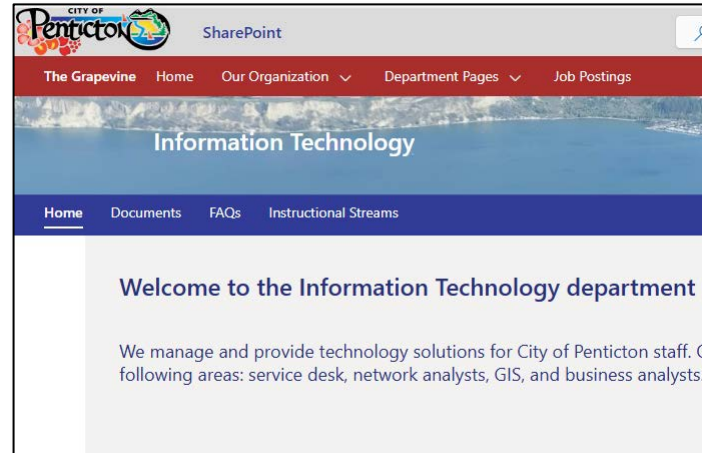 CITY OF
Penticton
SharePoint
The Grapevine Home Our Organization Department Pages Job Postings
Information Technology
Home Documents FAQs Instructional Streams
Welcome to the Information Technology department
We manage and provide technology solutions for City of Penticton staff.
following areas: service desk, network analysts, GIS, and business analysts